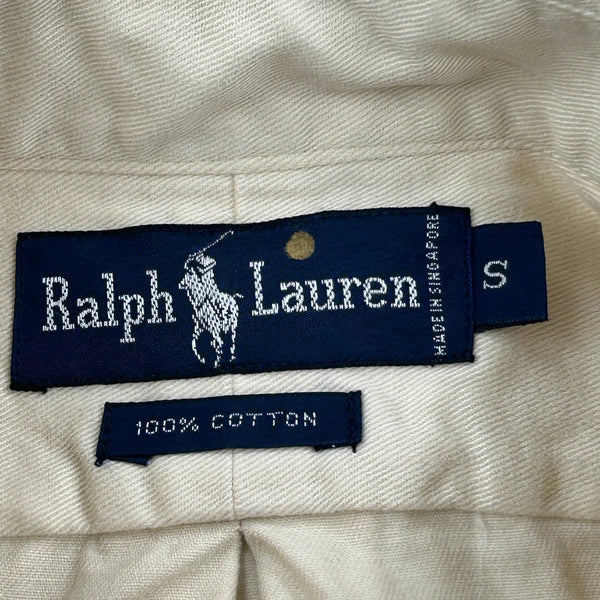 Ralph Lauren
MADE IN SINGAPORE
S
100% COTTON